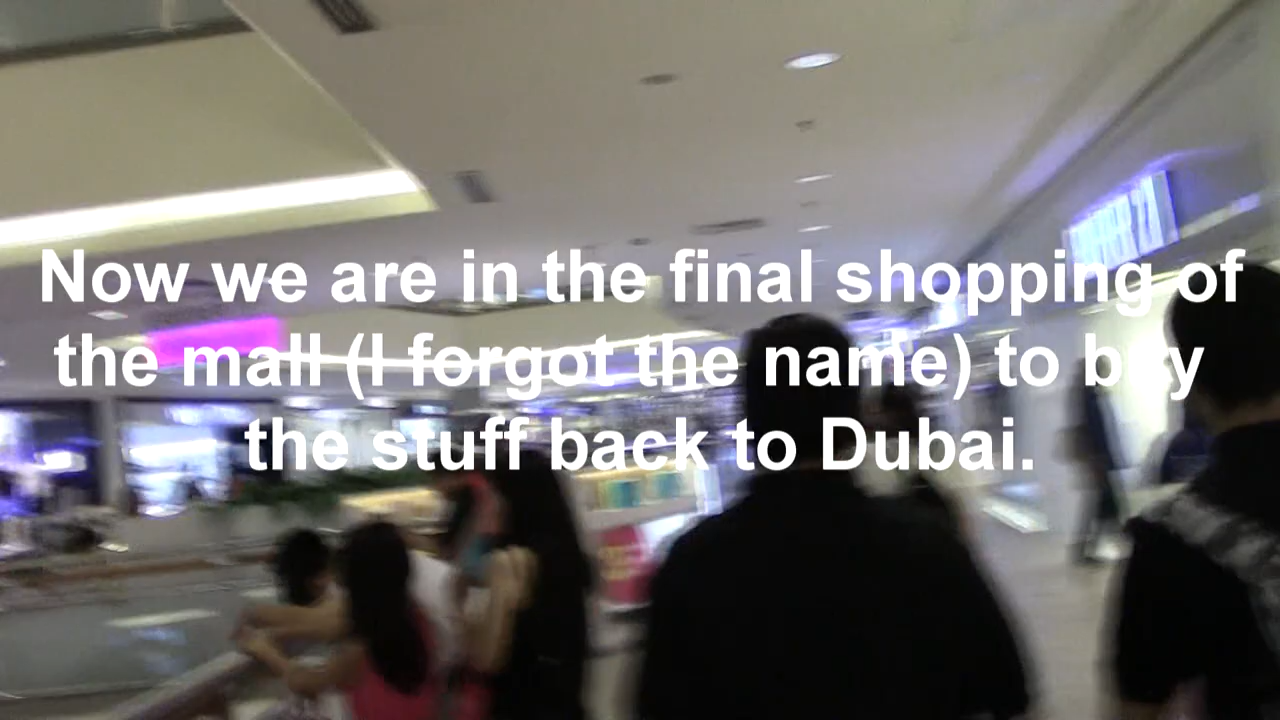 Now we are in the final shopping of
the mall (I forgot the name) to buy
the stuff back to Dubai.